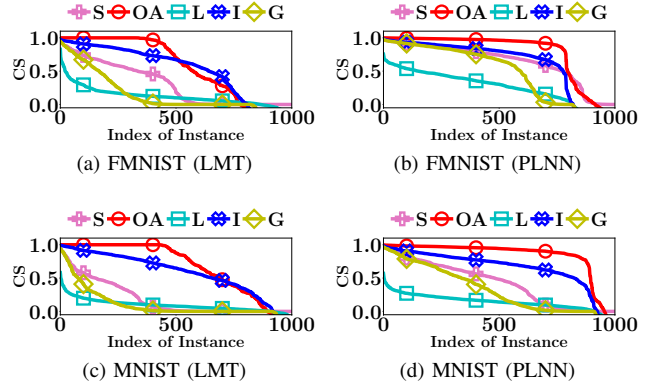 S OA L I G
S OA L I G
CS
1.0
0.5
0.0
0 500 1000
Index of Instance
(a) FMNIST (LMT)
CS
1.0
0.5
0.0
0 500 1000
Index of Instance
(b) FMNIST (PLNN)
S OA L I G
S OA L I G
CS
1.0
0.5
0.0
0 500 1000
Index of Instance
(c) MNIST (LMT)
CS
1.0
0.5
0.0
0 500 1000
Index of Instance
(d) MNIST (PLNN)